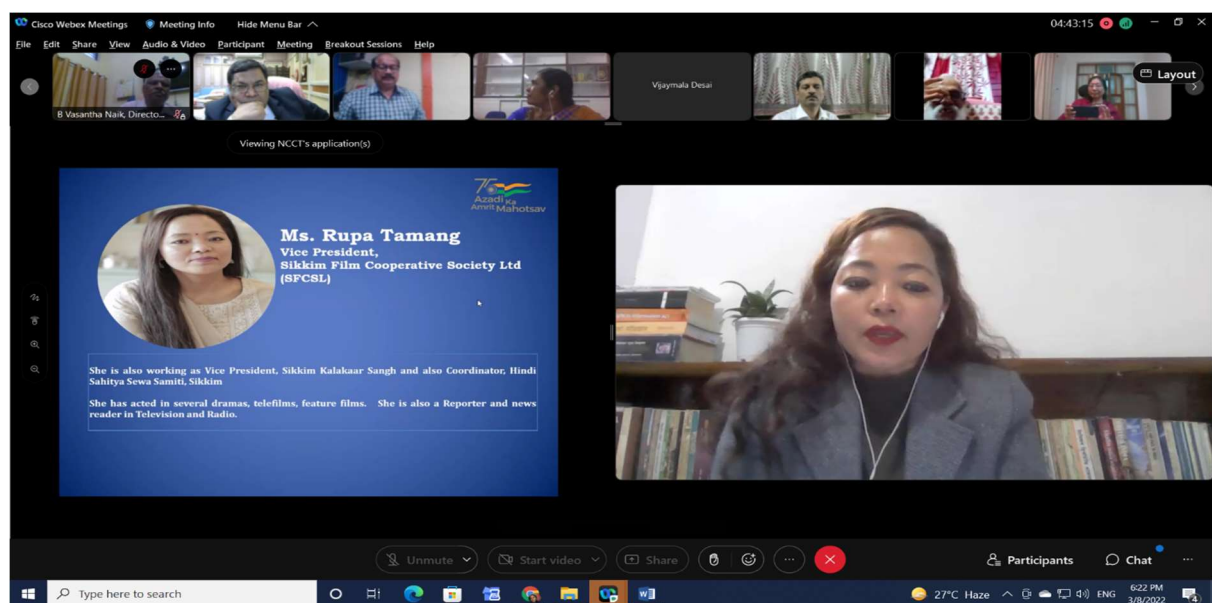 Cisco Webex Meetings Meeting Info Hide Menu Bar
04:43:15
File Edit Share View Audio & Video Participant Meeting Breakout Sessions Help
Layout
Vijaymala Desai
B Vasantha Naik, Directo...
Viewing NCCT's application(s)
75
Azadi Ka
Amrit Mahotsav
Ms. Rupa Tamang
Vice President,
Sikkim Film Cooperative Society Ltd
(SFCSL)
She is also working as Vice President, Sikkim Kalakaar Sangh and also Coordinator, Hindi
Sahitya Sewa Samiti, Sikkim
She has acted in several dramas, telefilms, feature films. She is also a Reporter and news
reader in Television and Radio.
Unmute Start video Share Participants Chat
Type here to search
27°C Haze ENG
6:22 PM
3/8/2022
4